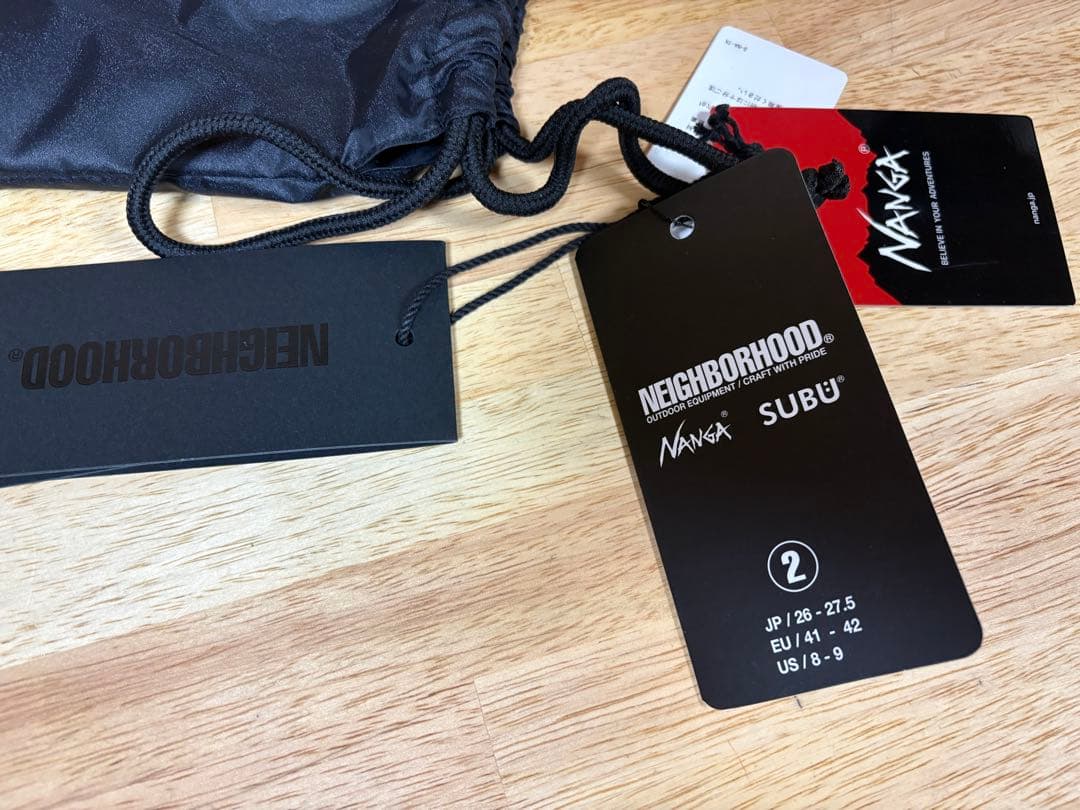 NEIGHBORHOOD®
NEIGHBORHOOD®
OUTDOOR EQUIPMENT / CRAFT WITH PRIDE
NANGA®
SUBU®
2
JP / 26 - 27.5
EU / 41 - 42
US / 8 - 9
NANGA®
BELIEVE IN YOUR ADVENTURES
nanga.jp